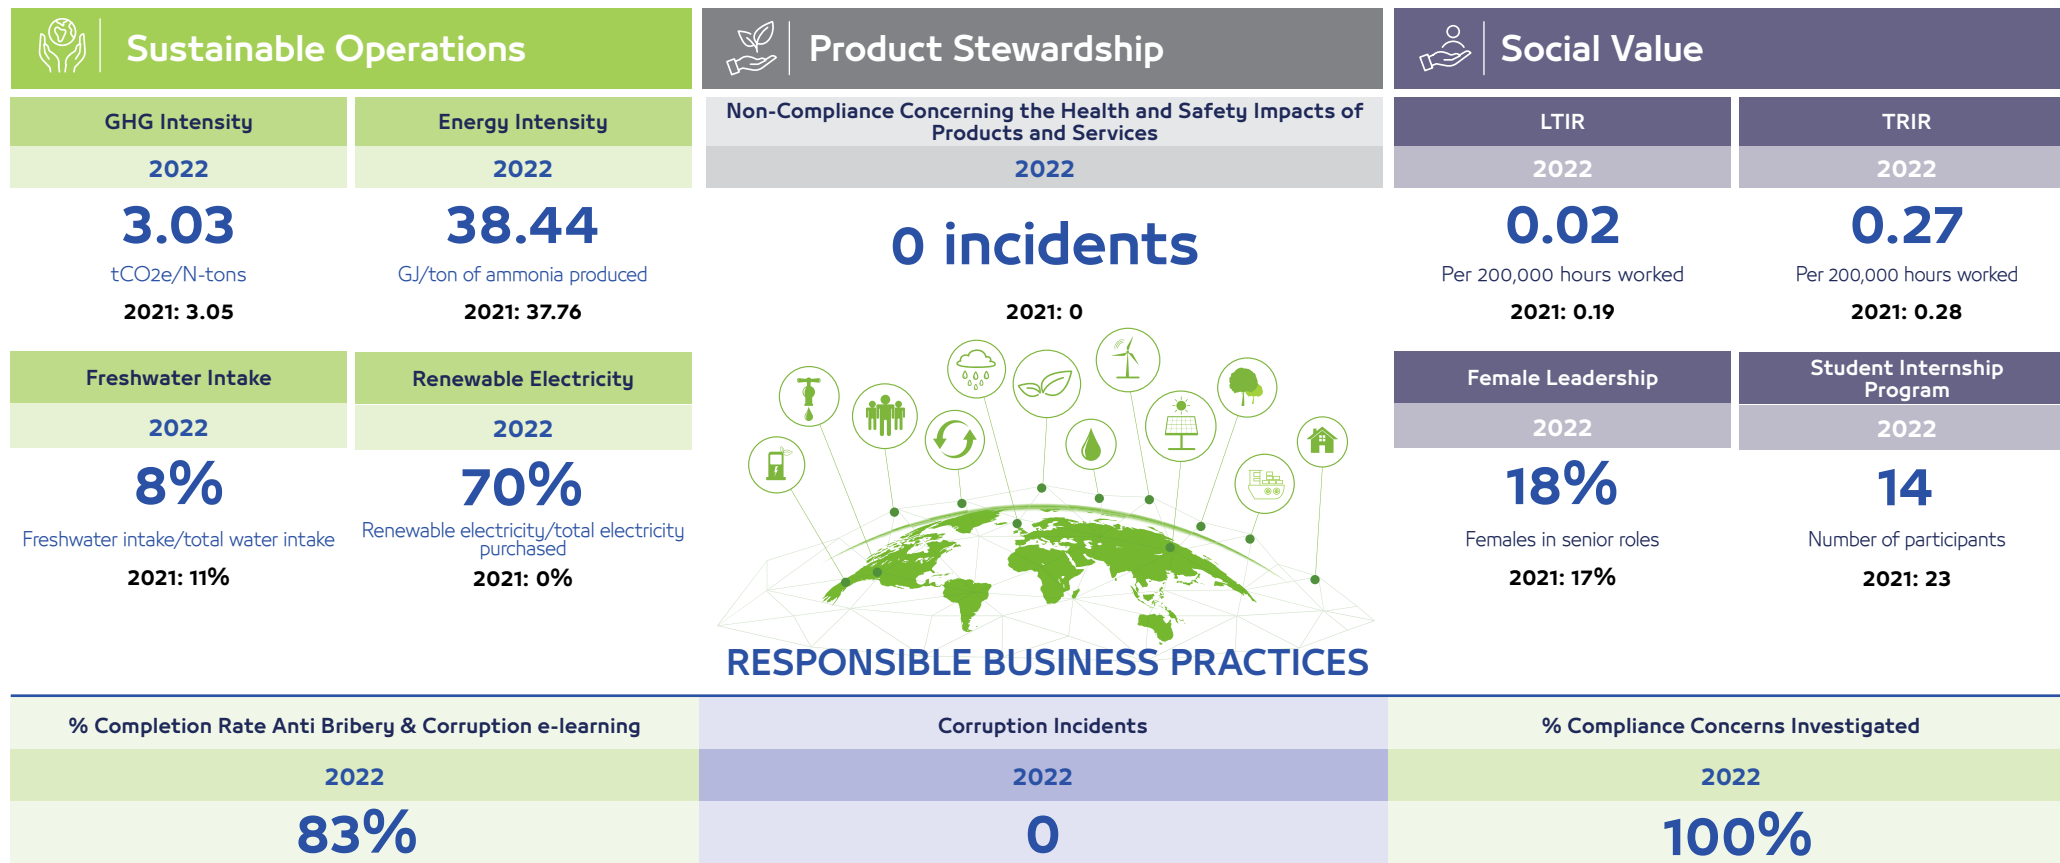 Sustainable Operations
GHG Intensity
2022
3.03
tCO2e/N-tons
2021: 3.05
Energy Intensity
2022
38.44
GJ/ton of ammonia produced
2021: 37.76
Freshwater Intake
2022
8%
Freshwater intake/total water intake
2021: 11%
Renewable Electricity
2022
70%
Renewable electricity/total electricity
purchased
2021: 0%
Product Stewardship
Non-Compliance Concerning the Health and Safety Impacts of
Products and Services
2022
0 incidents
2021: 0
Social Value
LTIR
2022
0.02
Per 200,000 hours worked
2021: 0.19
TRIR
2022
0.27
Per 200,000 hours worked
2021: 0.28
Female Leadership
2022
18%
Females in senior roles
2021: 17%
Student Internship
Program
2022
14
Number of participants
2021: 23
RESPONSIBLE BUSINESS PRACTICES
% Completion Rate Anti Bribery & Corruption e-learning
2022
83%
Corruption Incidents
2022
0
% Compliance Concerns Investigated
2022
100%